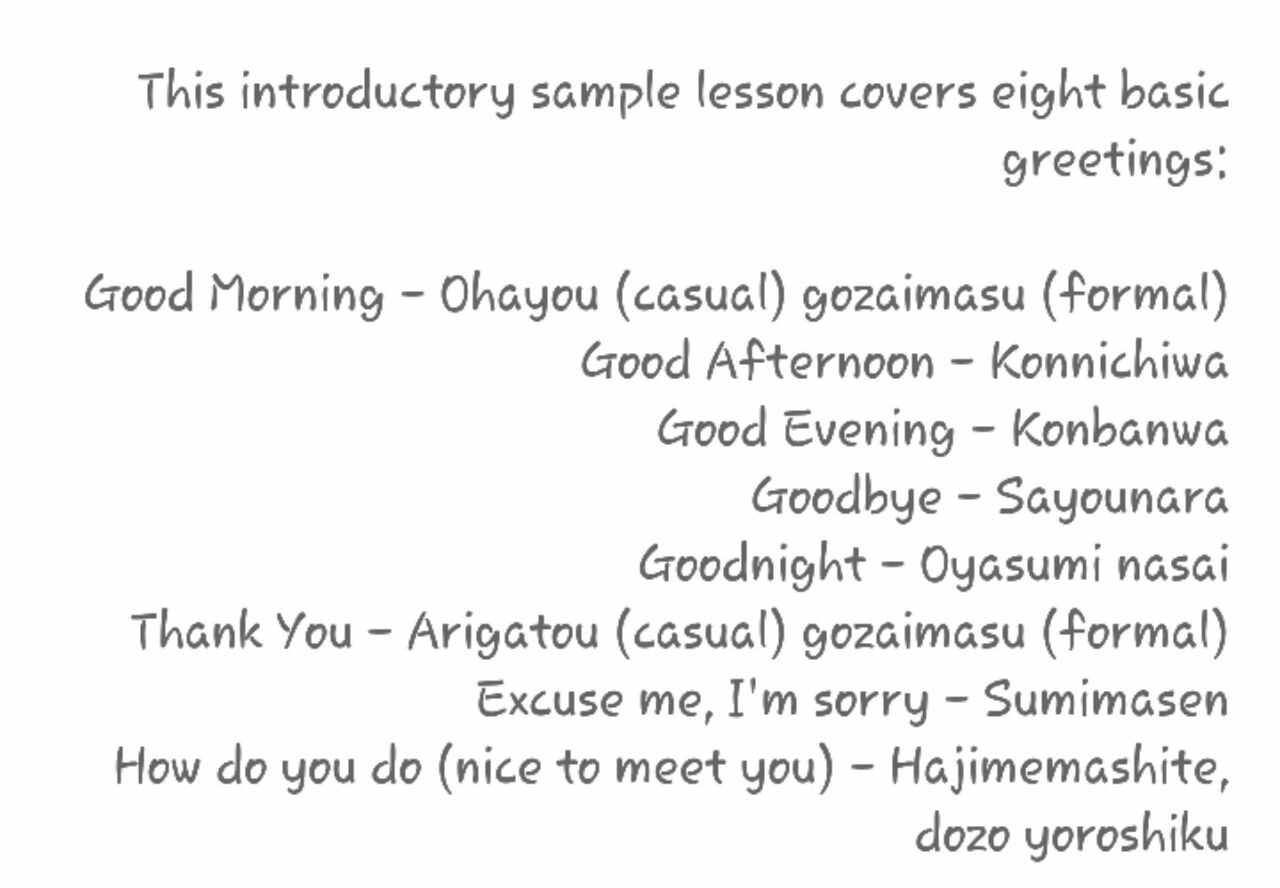 This introductory sample lesson covers eight basic
greetings:
Good Morning - Ohayou (casual) gozaimasu (formal)
Good Afternoon - Konnichiwa
Good Evening - Konbanwa
Goodbye - Sayounara
Goodnight - Oyasumi nasai
Thank You - Arigatou (casual) gozaimasu (formal)
Excuse me, I'm sorry - Sumimasen
How do you do (nice to meet you) - Hajimemashite,
dozo yoroshiku